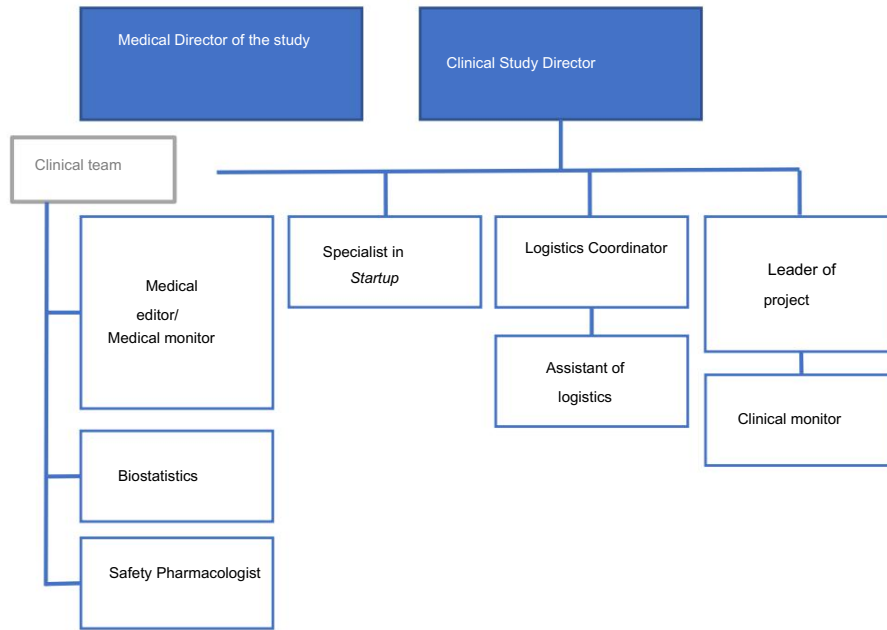 Medical Director of the study
Clinical Study Director
Clinical team
Medical
editor/
Medical monitor
Specialist in
Startup
Logistics Coordinator
Leader of
project
Assistant of
logistics
Clinical monitor
Biostatistics
Safety Pharmacologist